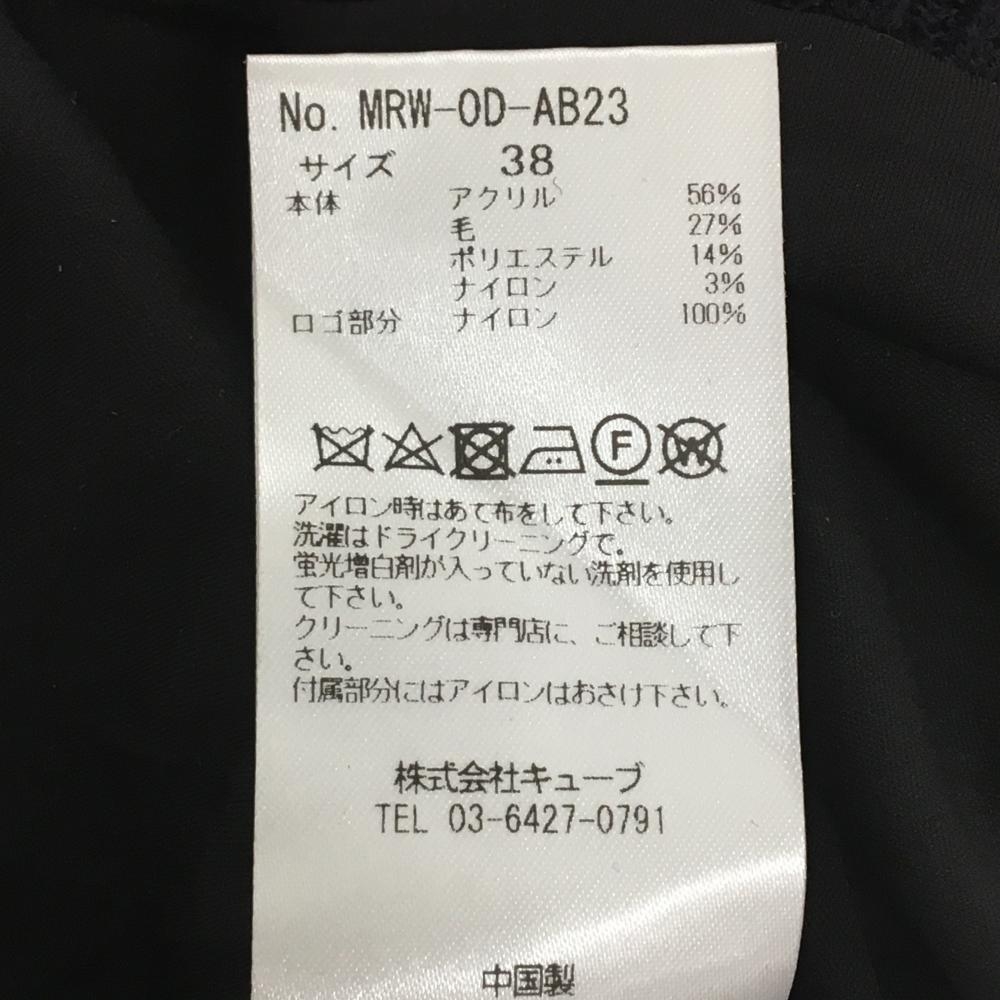 No. MRW-OD-AB23
サイズ 38
本体 アクリル 56%
毛 27%
ポリエステル 14%
ナイロン 3%
ロゴ部分 ナイロン 100%
F W
アイロン時はあて布をして下さい。
洗濯はドライクリーニングで。
蛍光増白剤が入っていない洗剤を使用し
て下さい。
クリーニングは専門店に、ご相談して下
さい。
付属部分にはアイロンはおさけ下さい。
株式会社キューブ
TEL 03-6427-0791
中国製